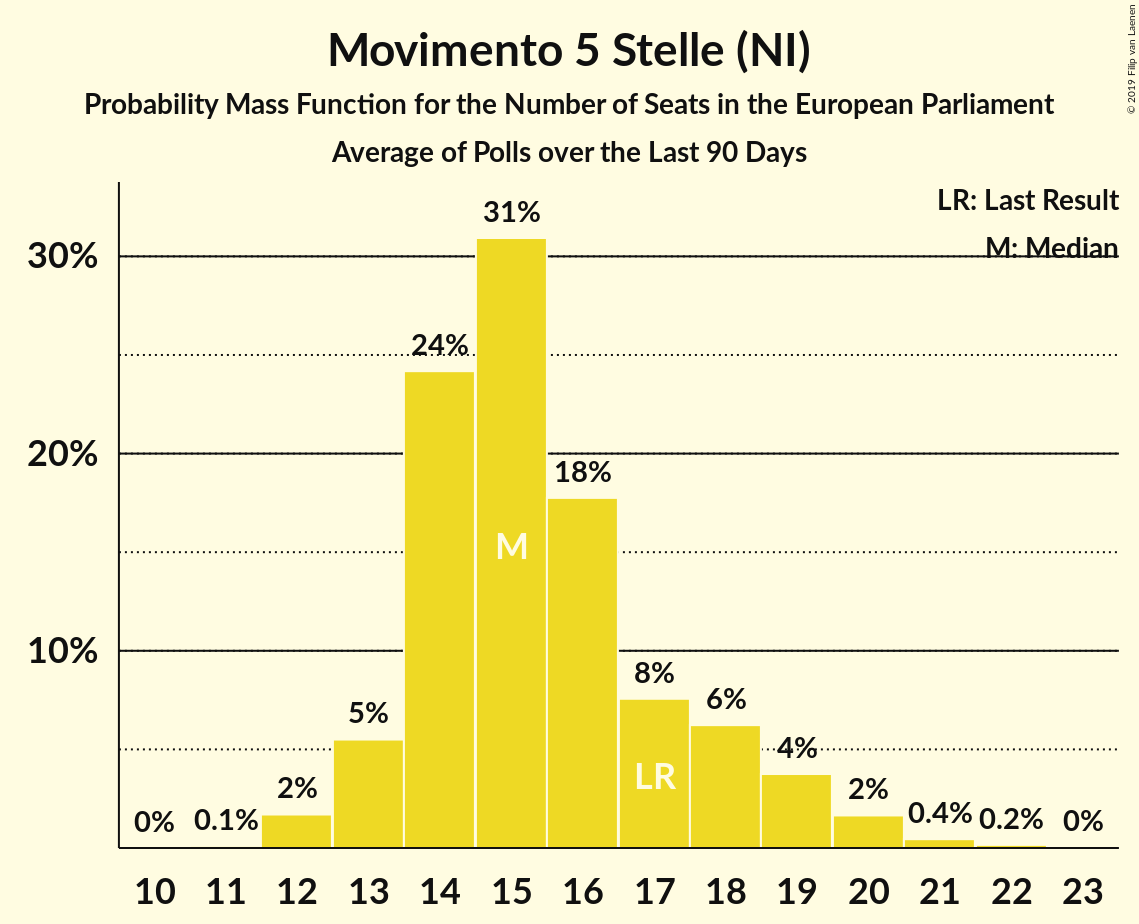 Movimento 5 Stelle (NI)
Probability Mass Function for the Number of Seats in the European Parliament
Average of Polls over the Last 90 Days
© 2019 Filip van Laenen
LR: Last Result
M: Median
30%
20%
10%
0%
0.1%
2%
5%
24%
31%
18%
8%
6%
4%
2%
0.4%
0.2%
0%
M
LR
10 11 12 13 14 15 16 17 18 19 20 21 22 23